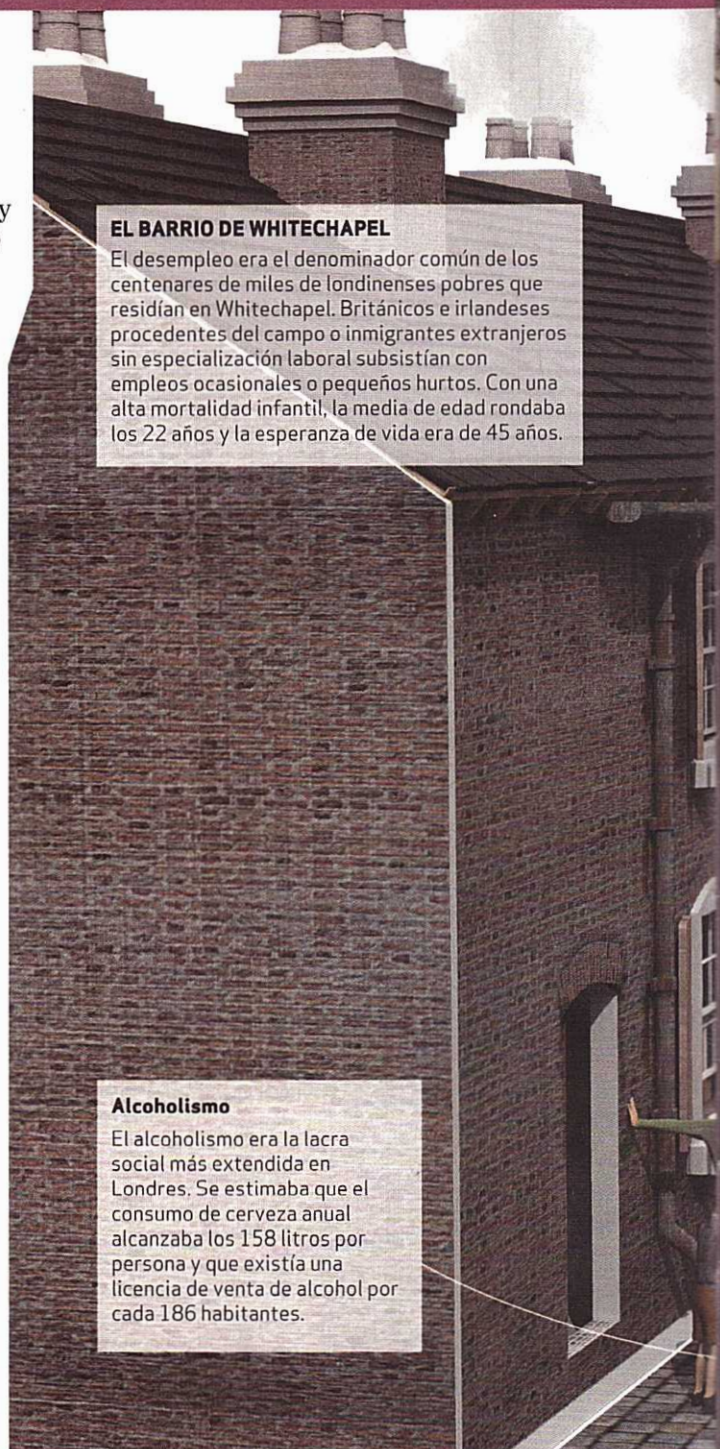 y
EL BARRIO DE WHITECHAPEL
El desempleo era el denominador común de los
centenares de miles de londinenses pobres que
residían en Whitechapel. Británicos e irlandeses
procedentes del campo o inmigrantes extranjeros
sin especialización laboral subsistían con
empleos ocasionales o pequeños hurtos. Con una
alta mortalidad infantil, la media de edad rondaba
los 22 años y la esperanza de vida era de 45 años.
Alcoholismo
El alcoholismo era la lacra
social más extendida en
Londres. Se estimaba que el
consumo de cerveza anual
alcanzaba los 158 litros por
persona y que existía una
licencia de venta de alcohol por
cada 186 habitantes.